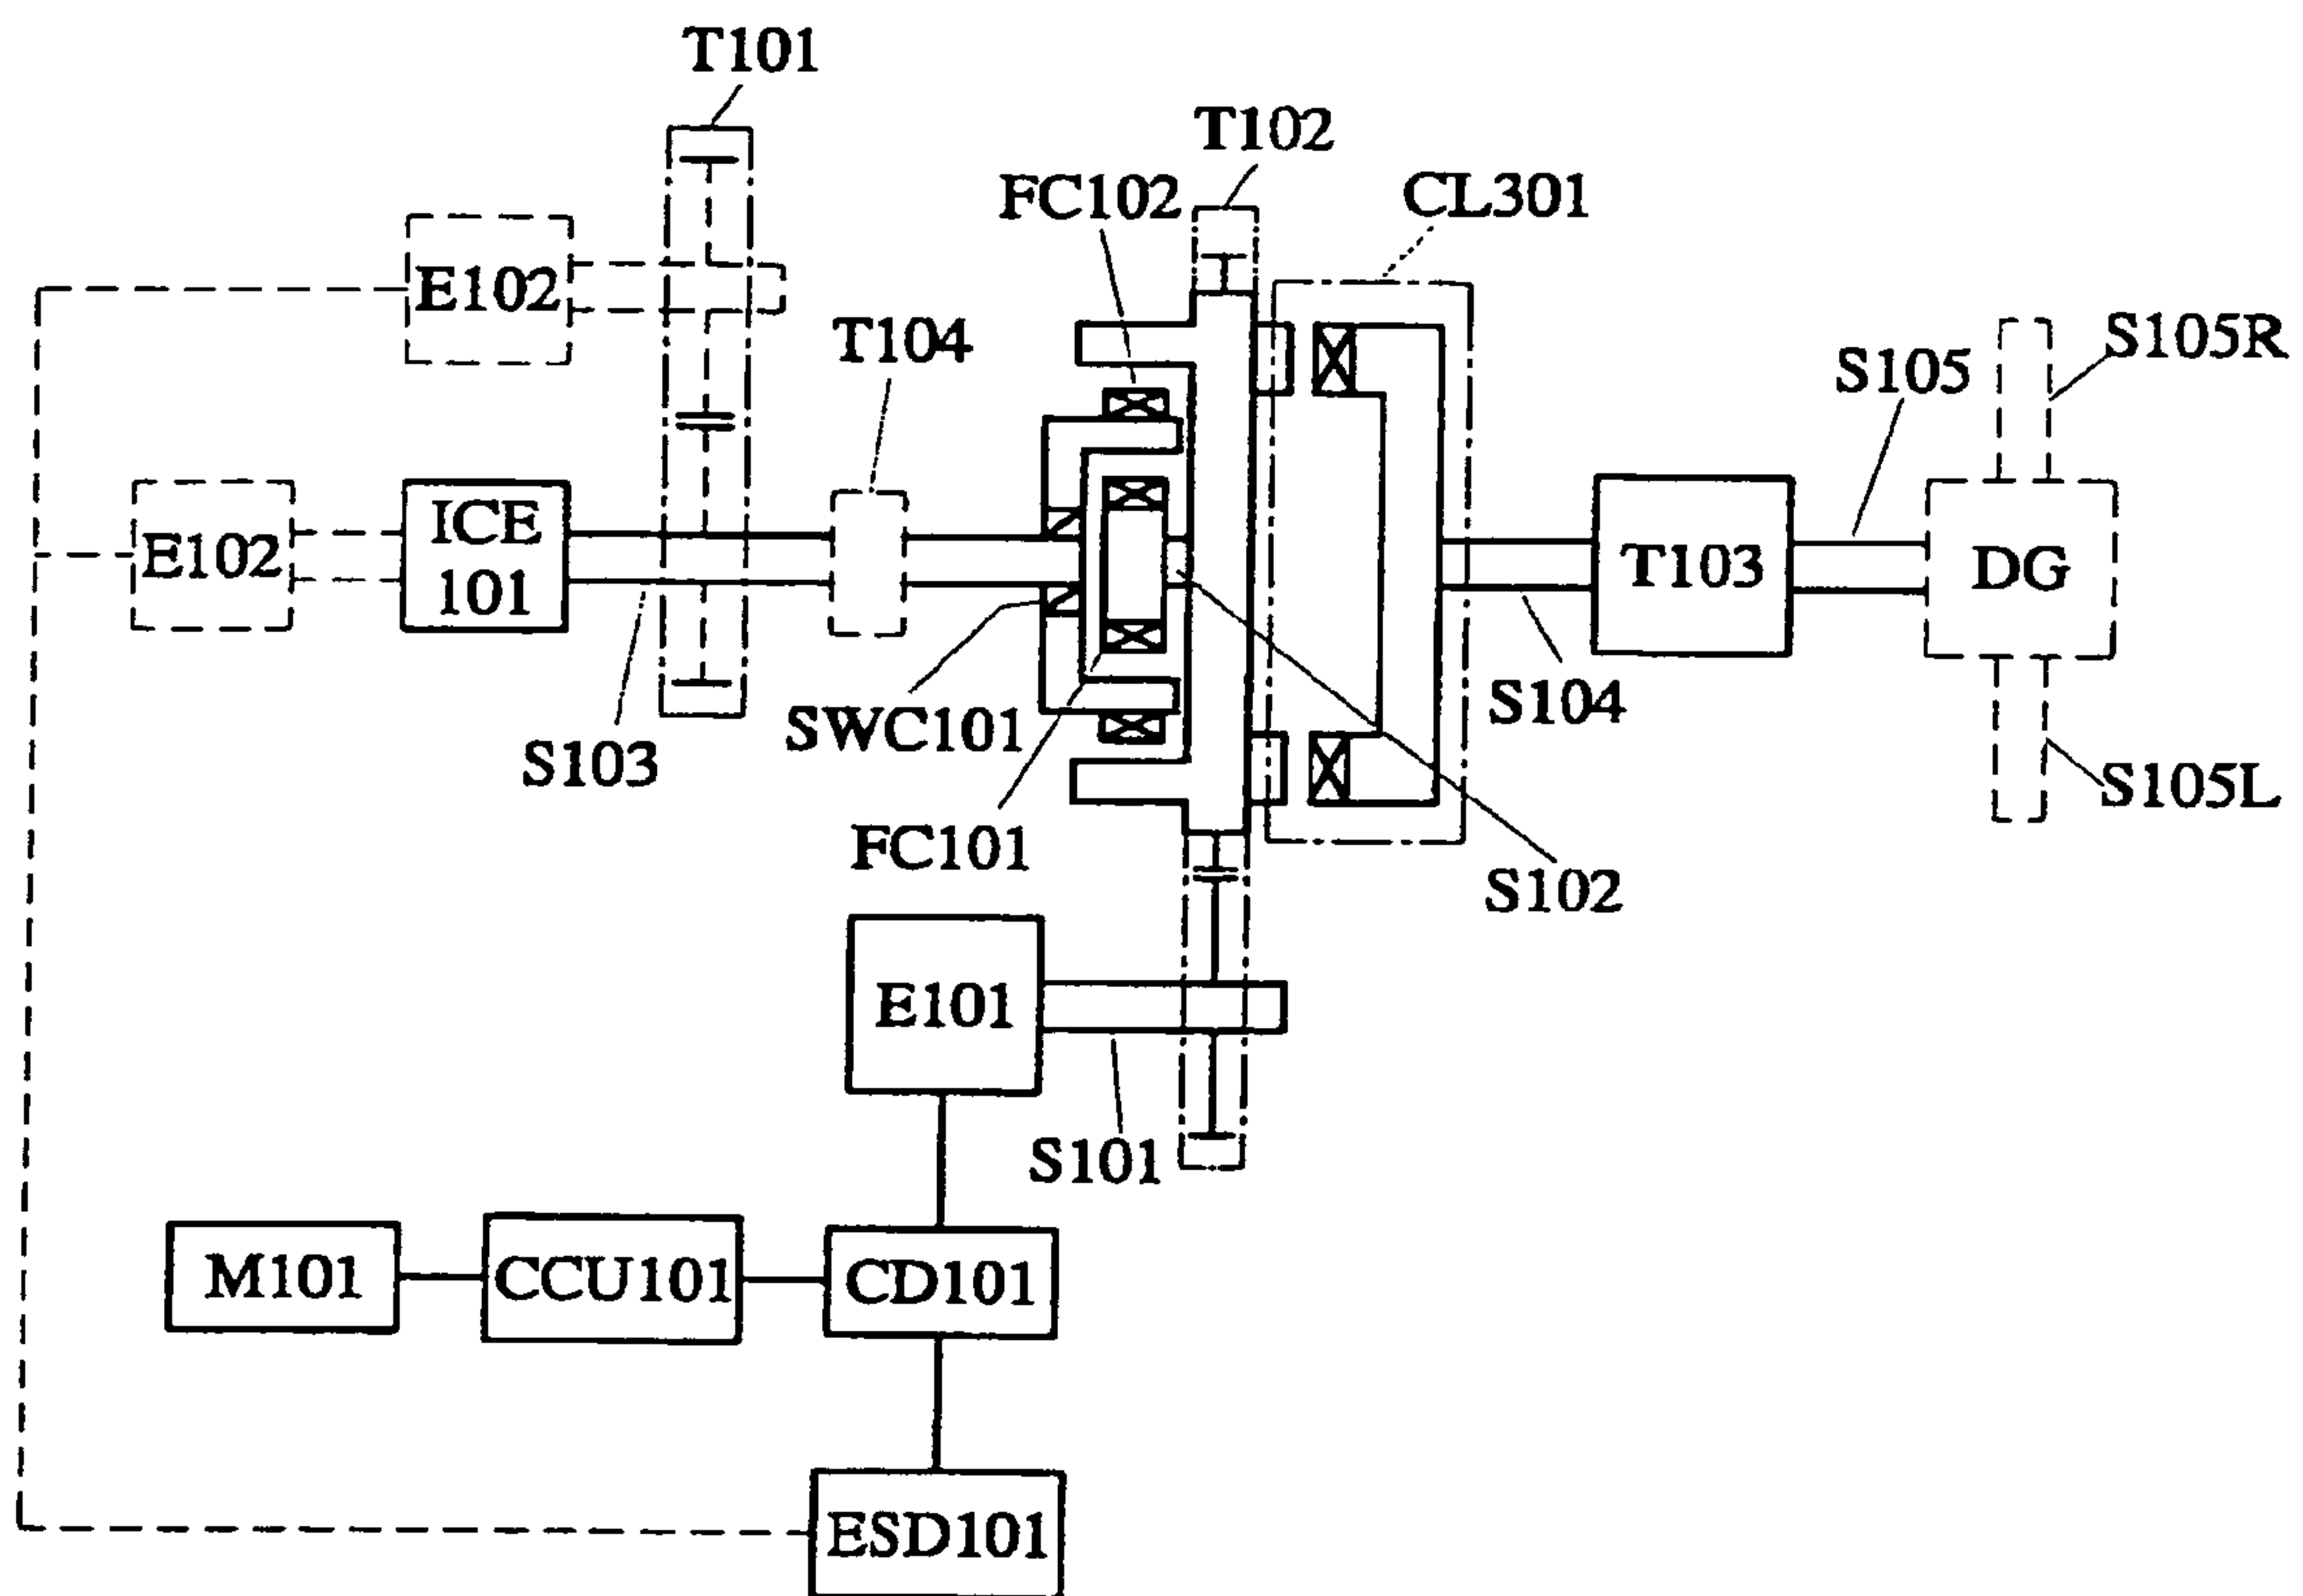 T101
T102
FC102
CL301
E102
T104
S105R
S105
E102
ICE
101
T103
DG
S104
SWC101
S103
S105L
FC101
S102
E101
S101
M101
CCU101
CD101
ESD101